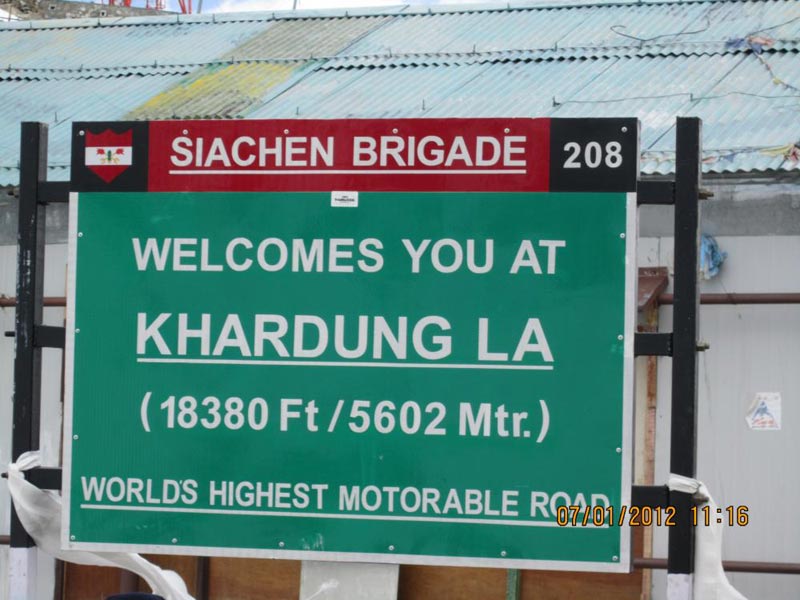 SIACHEN BRIGADE 208
WELCOMES YOU AT
KHARDUNG LA
(18380 Ft/5602 Mtr.)
WORLD'S HIGHEST MOTORABLE ROAD
07/01/2012 11:16